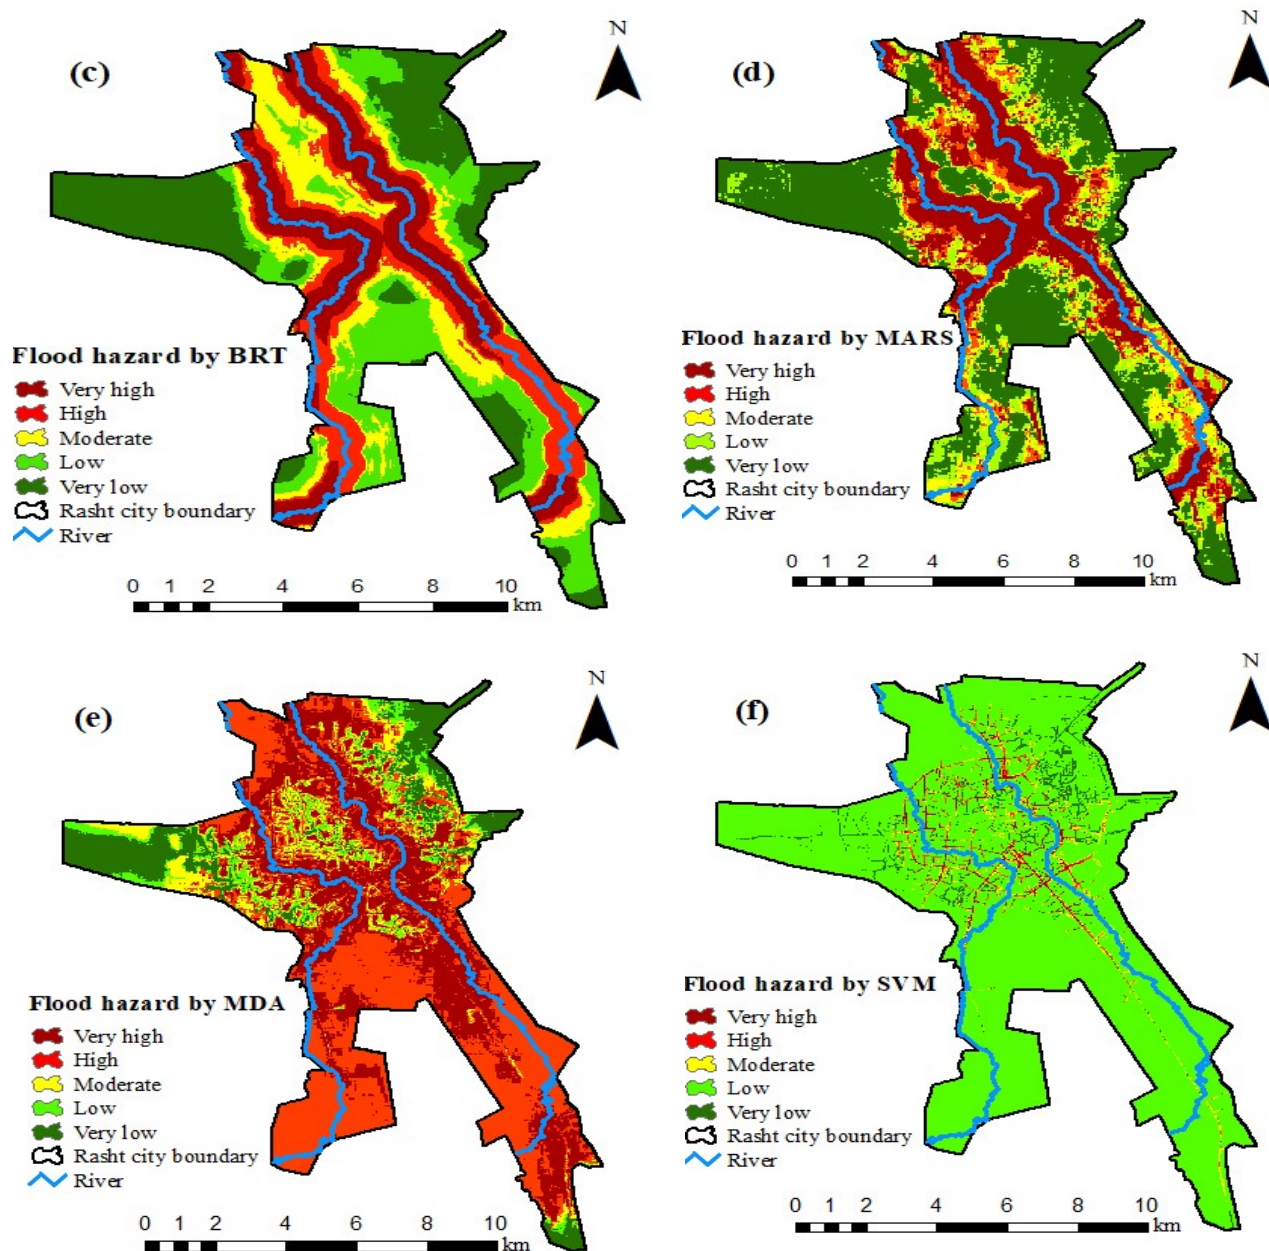 (c)
N
Flood hazard by BRT
Very high
High
Moderate
Low
Very low
Rasht city boundary
River
0 1 2 4 6 8 10
km
(d)
N
Flood hazard by MARS
Very high
High
Moderate
Low
Very low
Rasht city boundary
River
0 1 2 4 6 8 10
km
(e)
N
Flood hazard by MDA
Very high
High
Moderate
Low
Very low
Rasht city boundary
River
0 1 2 4 6 8 10
km
(f)
N
Flood hazard by SVM
Very high
High
Moderate
Low
Very low
Rasht city boundary
River
0 1 2 4 6 8 10
km